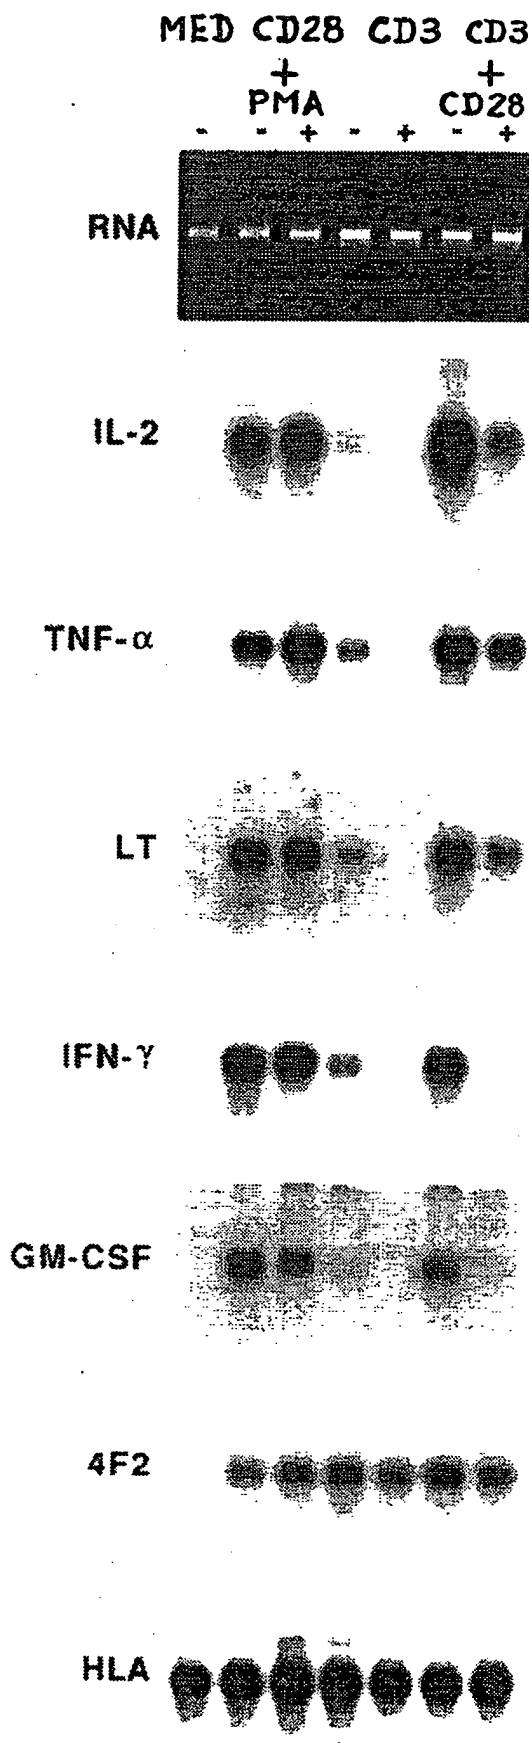 MED CD28 CD3 CD3
+ +
PMA CD28
- - + - + - +
RNA
IL-2
TNF-α
LT
IFN-γ
GM-CSF
4F2
HLA